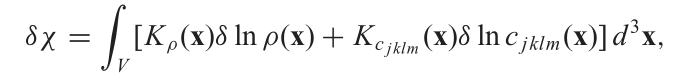 δχ = ∫_V [K_ρ(𝐱)δ ln ρ(𝐱) + K_{c_{jklm}}(𝐱)δ ln c_{jklm}(𝐱)] d³𝐱,